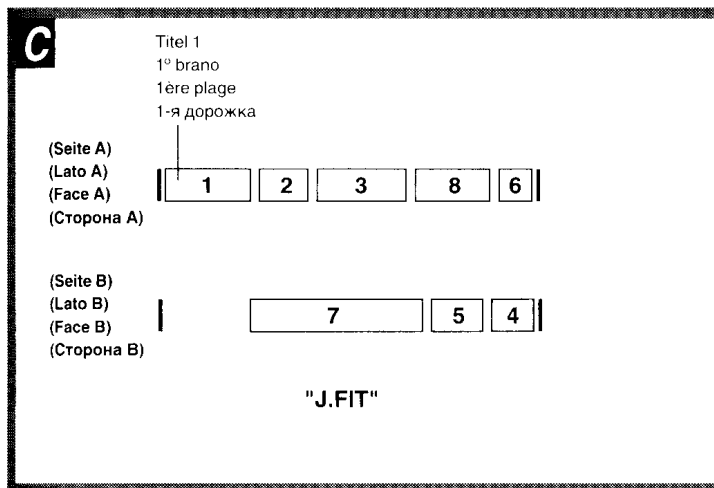 C
Titel 1
1º brano
1ère plage
1-я дорожка
(Seite A)
(Lato A)
(Face A)
(Сторона A)
1 2 3 8 6
(Seite B)
(Lato B)
(Face B)
(Сторона B)
7 5 4
"J.FIT"